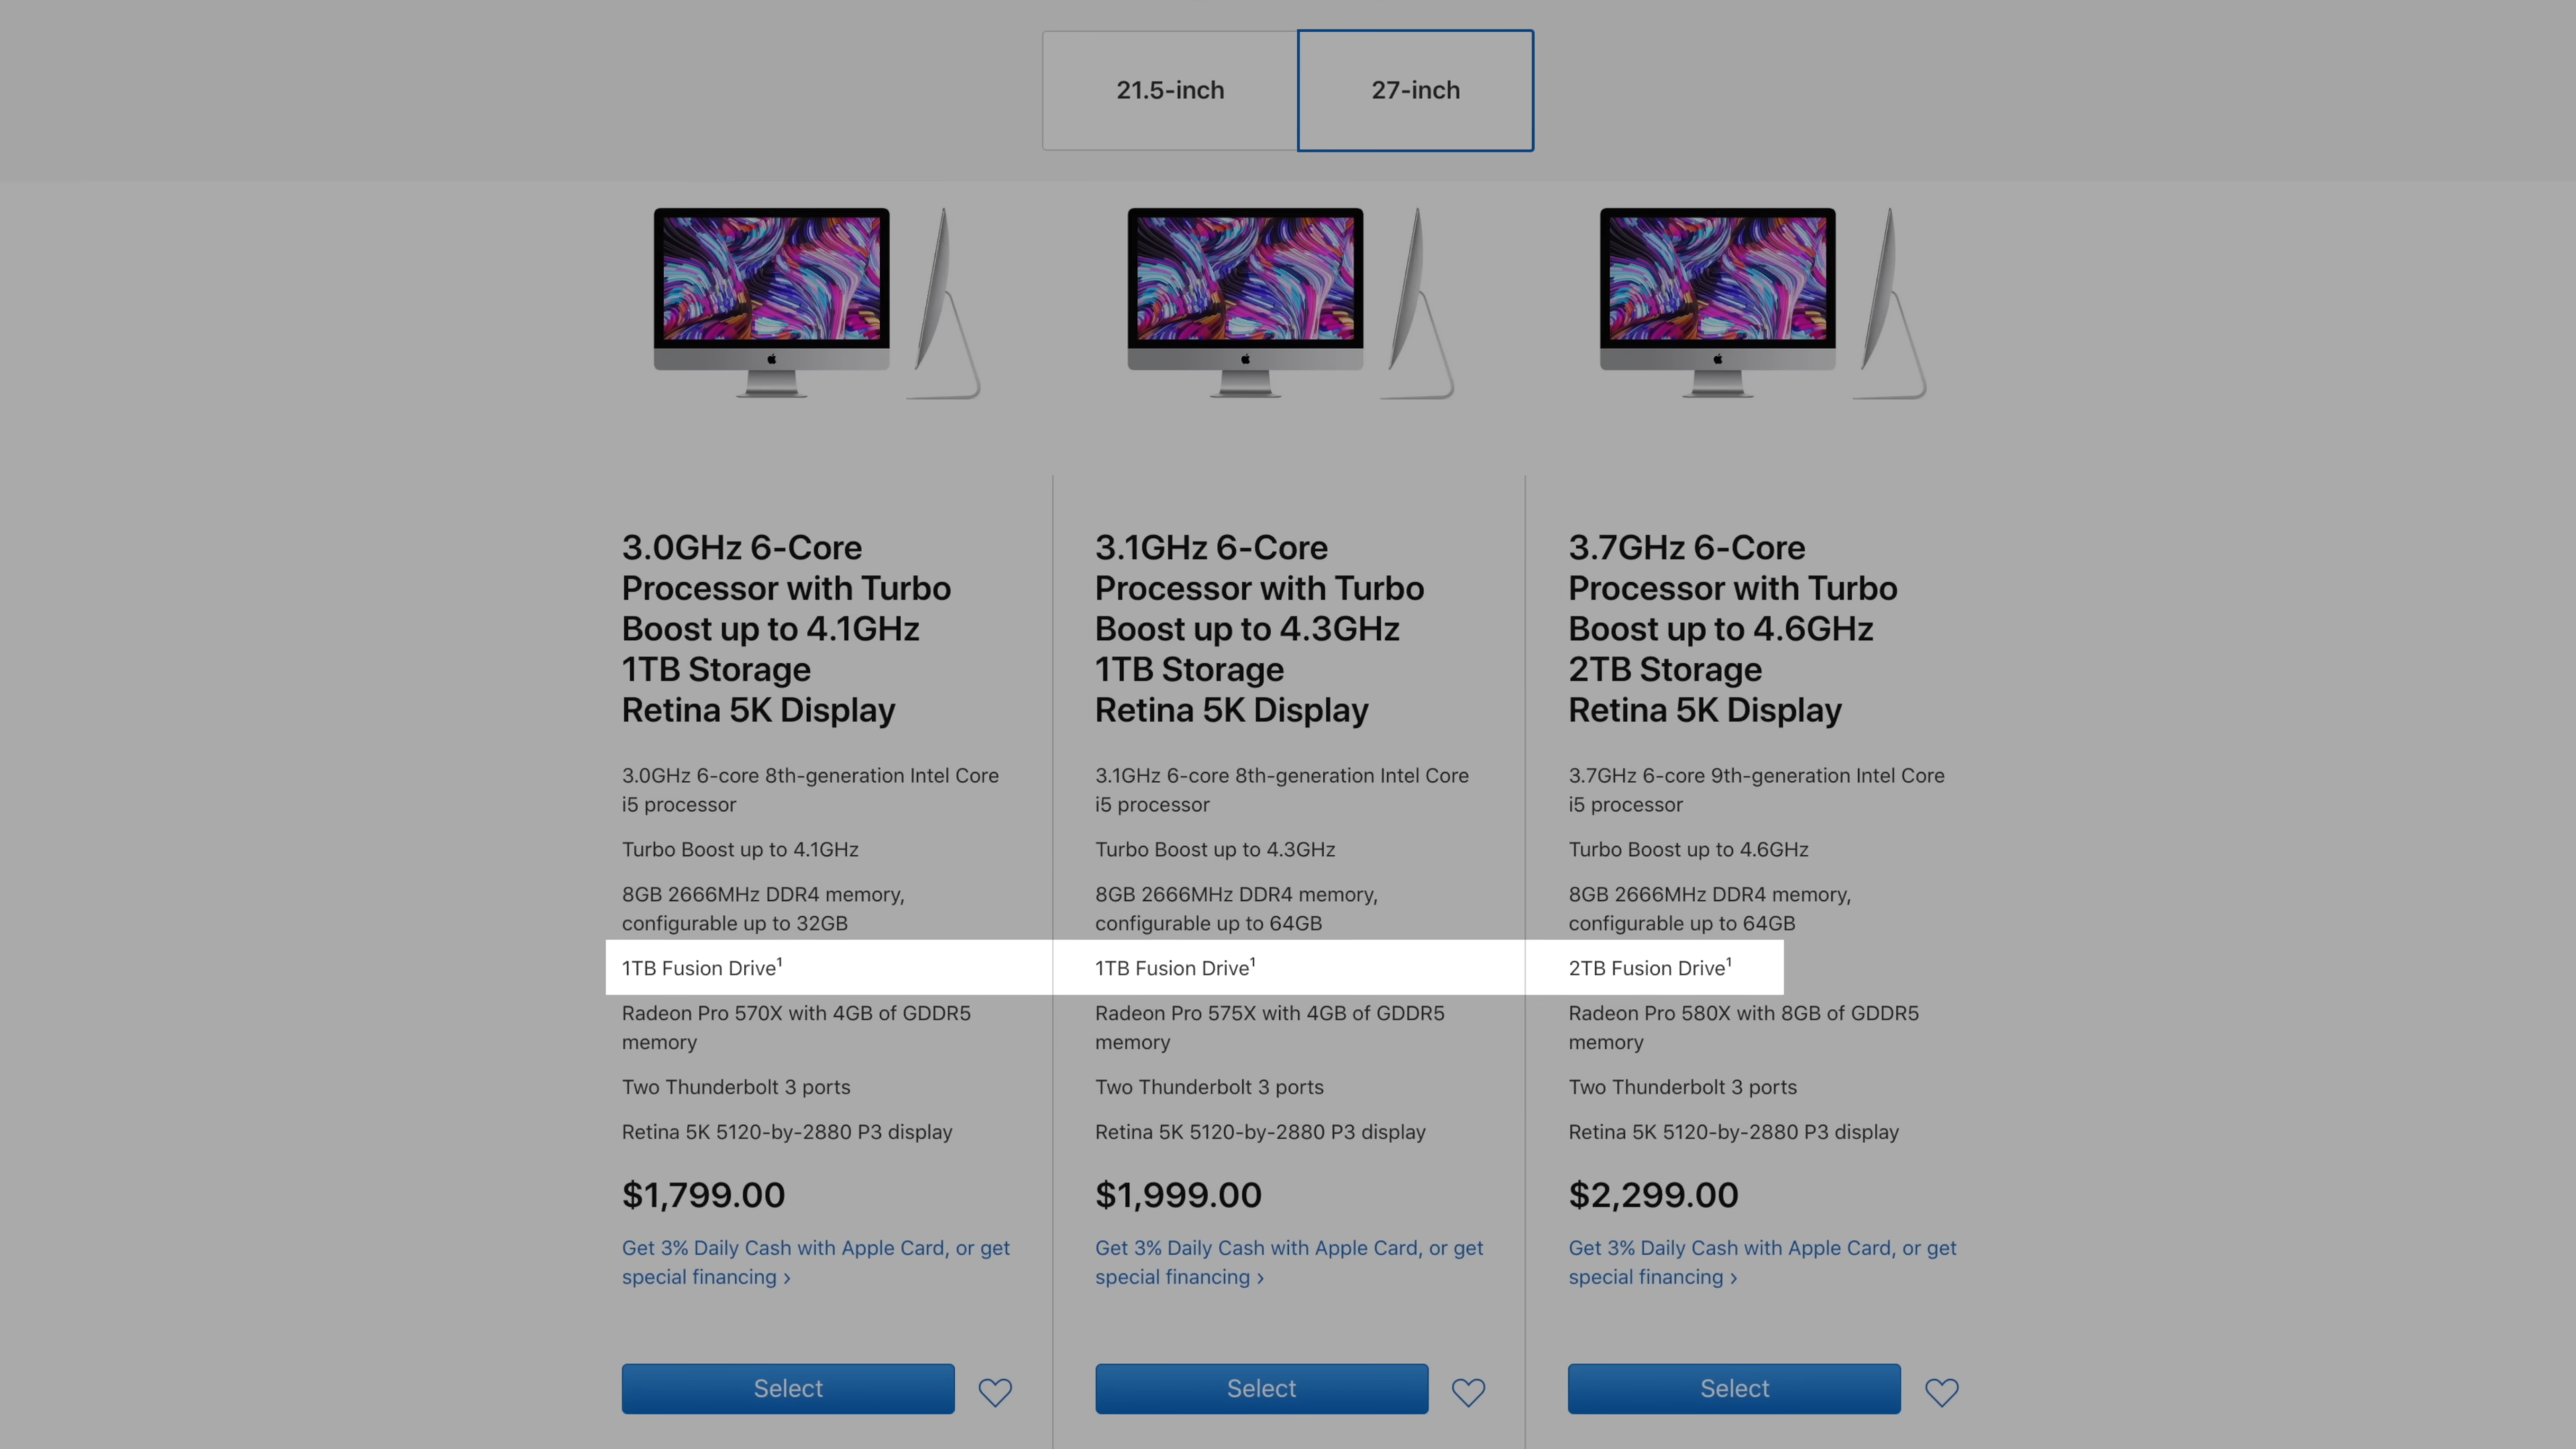 21.5-inch
27-inch
3.0GHz 6-Core
Processor with Turbo
Boost up to 4.1GHz
1TB Storage
Retina 5K Display
3.0GHz 6-core 8th-generation Intel Core
i5 processor
Turbo Boost up to 4.1GHz
8GB 2666MHz DDR4 memory,
configurable up to 32GB
1TB Fusion Drive¹
Radeon Pro 570X with 4GB of GDDR5
memory
Two Thunderbolt 3 ports
Retina 5K 5120-by-2880 P3 display
$1,799.00
Get 3% Daily Cash with Apple Card, or get
special financing ›
Select
3.1GHz 6-Core
Processor with Turbo
Boost up to 4.3GHz
1TB Storage
Retina 5K Display
3.1GHz 6-core 8th-generation Intel Core
i5 processor
Turbo Boost up to 4.3GHz
8GB 2666MHz DDR4 memory,
configurable up to 64GB
1TB Fusion Drive¹
Radeon Pro 575X with 4GB of GDDR5
memory
Two Thunderbolt 3 ports
Retina 5K 5120-by-2880 P3 display
$1,999.00
Get 3% Daily Cash with Apple Card, or get
special financing ›
Select
3.7GHz 6-Core
Processor with Turbo
Boost up to 4.6GHz
2TB Storage
Retina 5K Display
3.7GHz 6-core 9th-generation Intel Core
i5 processor
Turbo Boost up to 4.6GHz
8GB 2666MHz DDR4 memory,
configurable up to 64GB
2TB Fusion Drive¹
Radeon Pro 580X with 8GB of GDDR5
memory
Two Thunderbolt 3 ports
Retina 5K 5120-by-2880 P3 display
$2,299.00
Get 3% Daily Cash with Apple Card, or get
special financing ›
Select